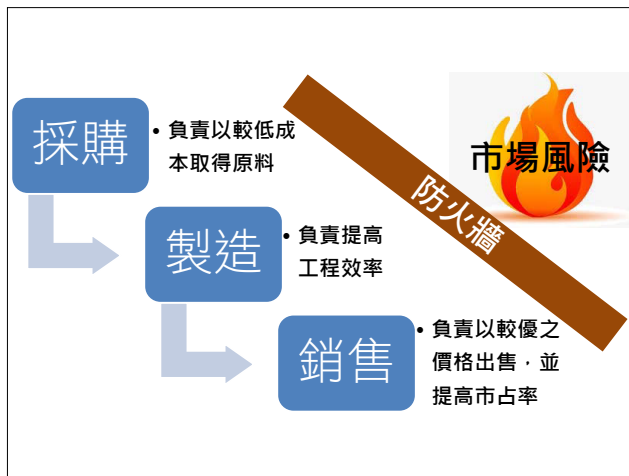 採購
• 負責以較低成
本取得原料
市場風險
防火牆
製造
• 負責提高
工程效率
銷售
• 負責以較優之
價格出售，並
提高市占率